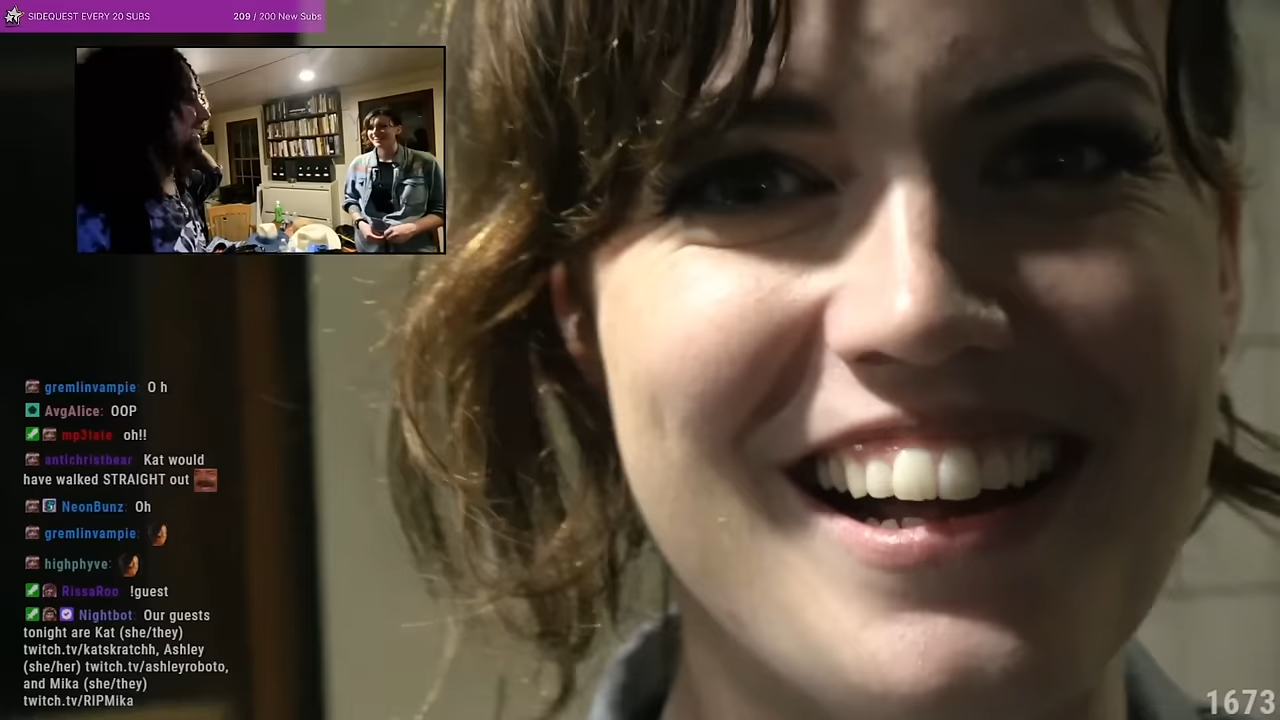 SIDEQUEST EVERY 20 SUBS 209 / 200 New Subs
gremlinvampie: O h
AvgAlice: OOP
mp3tate oh!!
antichristbear Kat would
have walked STRAIGHT out
NeonBunz: Oh
gremlinvampie:
highphyve:
RissaRoo !guest
Nightbot: Our guests
tonight are Kat (she/they)
twitch.tv/katskratchh, Ashley
(she/her) twitch.tv/ashleyroboto,
and Mika (she/they)
twitch.tv/RIPMika
1673